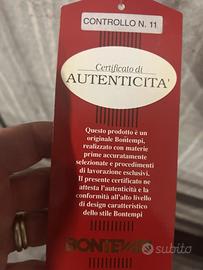 CONTROLLO N. 11
Certificato di
AUTENTICITA'
Questo prodotto è un
originale Bontempi,
realizzato con materie
prime accuratamente
selezionate e procedimenti
di lavorazione esclusivi.
Il presente certificato ne
attesta l'autenticità e la
conformità all'alto livello
di design caratteristico
dello stile Bontempi
BONTEMPI
subito